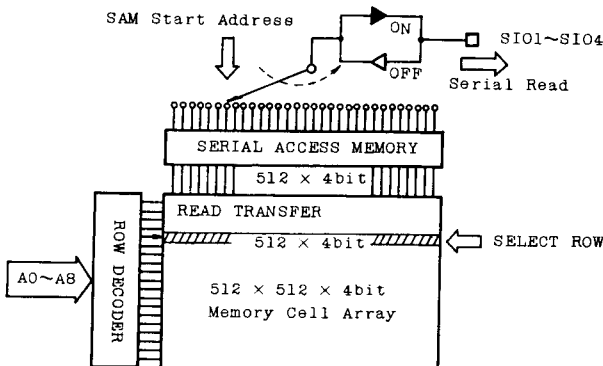 SAM Start Address
ON
SIO1~SIO4
OFF
Serial Read
SERIAL ACCESS MEMORY
512 × 4bit
READ TRANSFER
512 × 4bit
SELECT ROW
ROW DECODER
A0~A8
512 × 512 × 4bit
Memory Cell Array